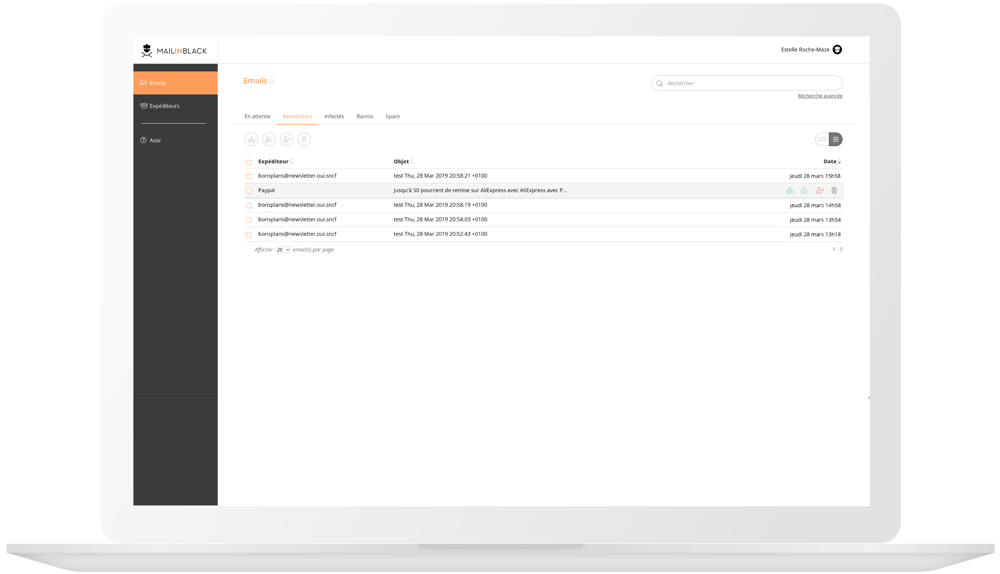 MAILINBLACK
Estelle Roche-Maze
Emails
Expéditeurs
Aide
Emails ?
Rechercher
Recherche avancée
En attente Newsletters Infectés Bannis Spam
Expéditeur Objet Date
bonsplans@newsletter.oui.sncf test Thu, 28 Mar 2019 20:58:21 +0100 jeudi 28 mars 15h58
Paypal Jusqu'à 50 pourcent de remise sur AliExpress avec AliExpress avec P...
bonsplans@newsletter.oui.sncf test Thu, 28 Mar 2019 20:58:19 +0100 jeudi 28 mars 14h58
bonsplans@newsletter.oui.sncf test Thu, 28 Mar 2019 20:54:03 +0100 jeudi 28 mars 13h54
bonsplans@newsletter.oui.sncf test Thu, 28 Mar 2019 20:52:43 +0100 jeudi 28 mars 13h18
Afficher 20 email(s) par page 1 - 5